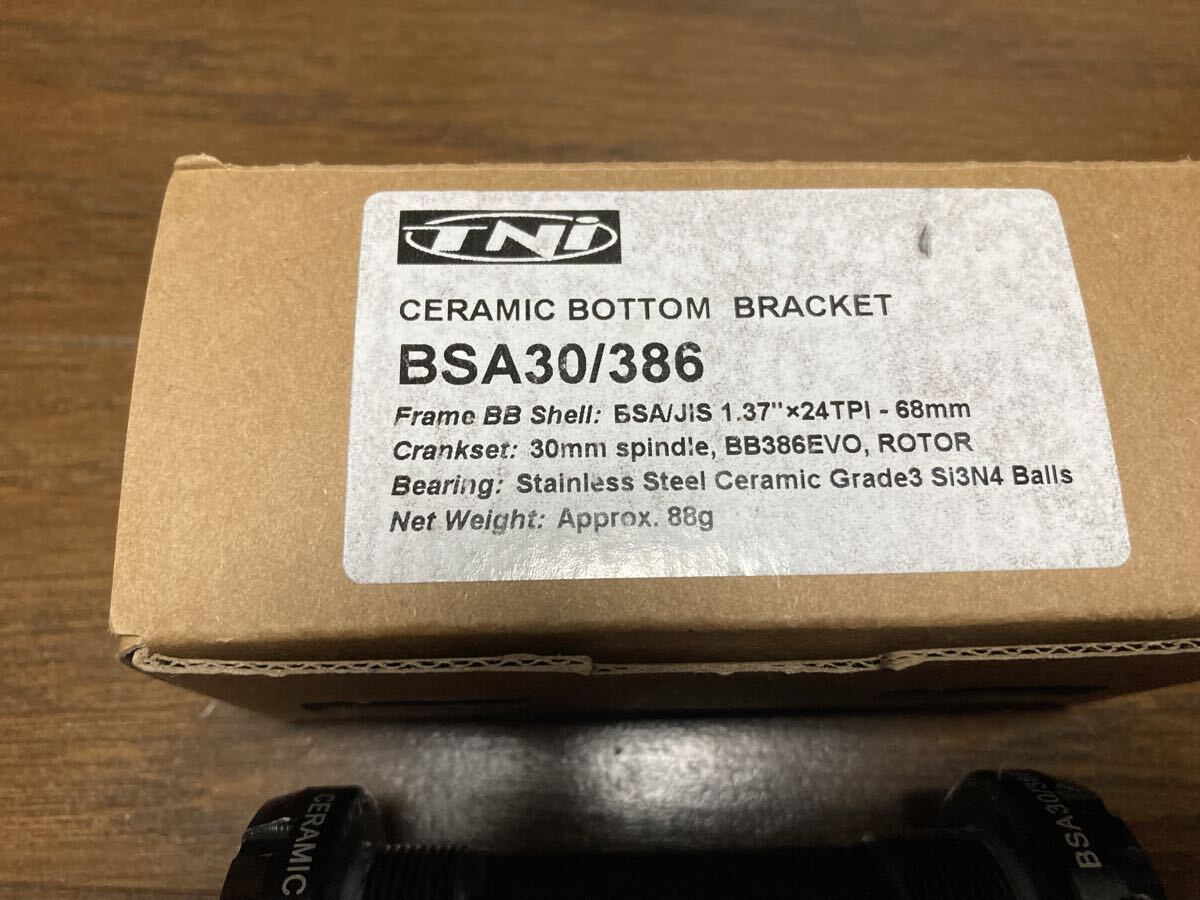 TNi
CERAMIC BOTTOM BRACKET
BSA30/386
Frame BB Shell: BSA/JIS 1.37"×24TPI - 68mm
Crankset: 30mm spindle, BB386EVO, ROTOR
Bearing: Stainless Steel Ceramic Grade3 Si3N4 Balls
Net Weight: Approx. 88g
CERAMIC
BSA30/